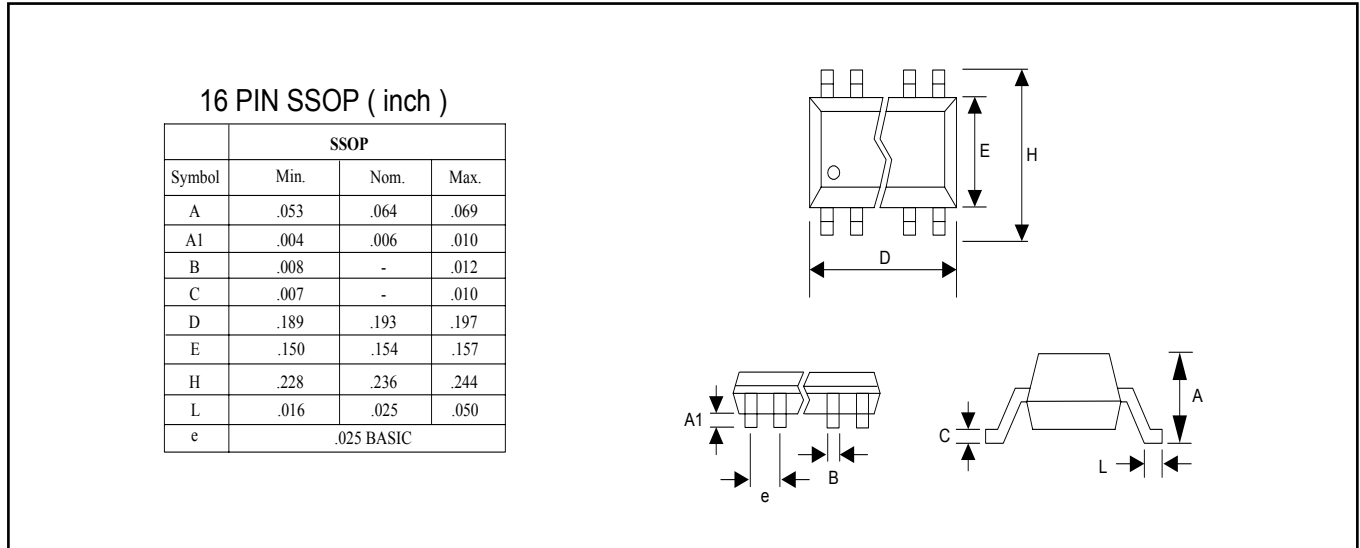 16 PIN SSOP ( inch )
SSOP
Symbol Min. Nom. Max.
A .053 .064 .069
A1 .004 .006 .010
B .008 - .012
C .007 - .010
D .189 .193 .197
E .150 .154 .157
H .228 .236 .244
L .016 .025 .050
e .025 BASIC
E
H
D
A1
B
e
A
C
L